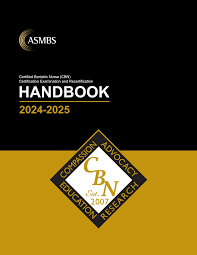 ASMBS
Certified Bariatric Nurse (CBN)
Certification Examination and Recertification
HANDBOOK
2024-2025
COMPASSION
ADVOCACY
CBN
Est. 2007
EDUCATION
RESEARCH